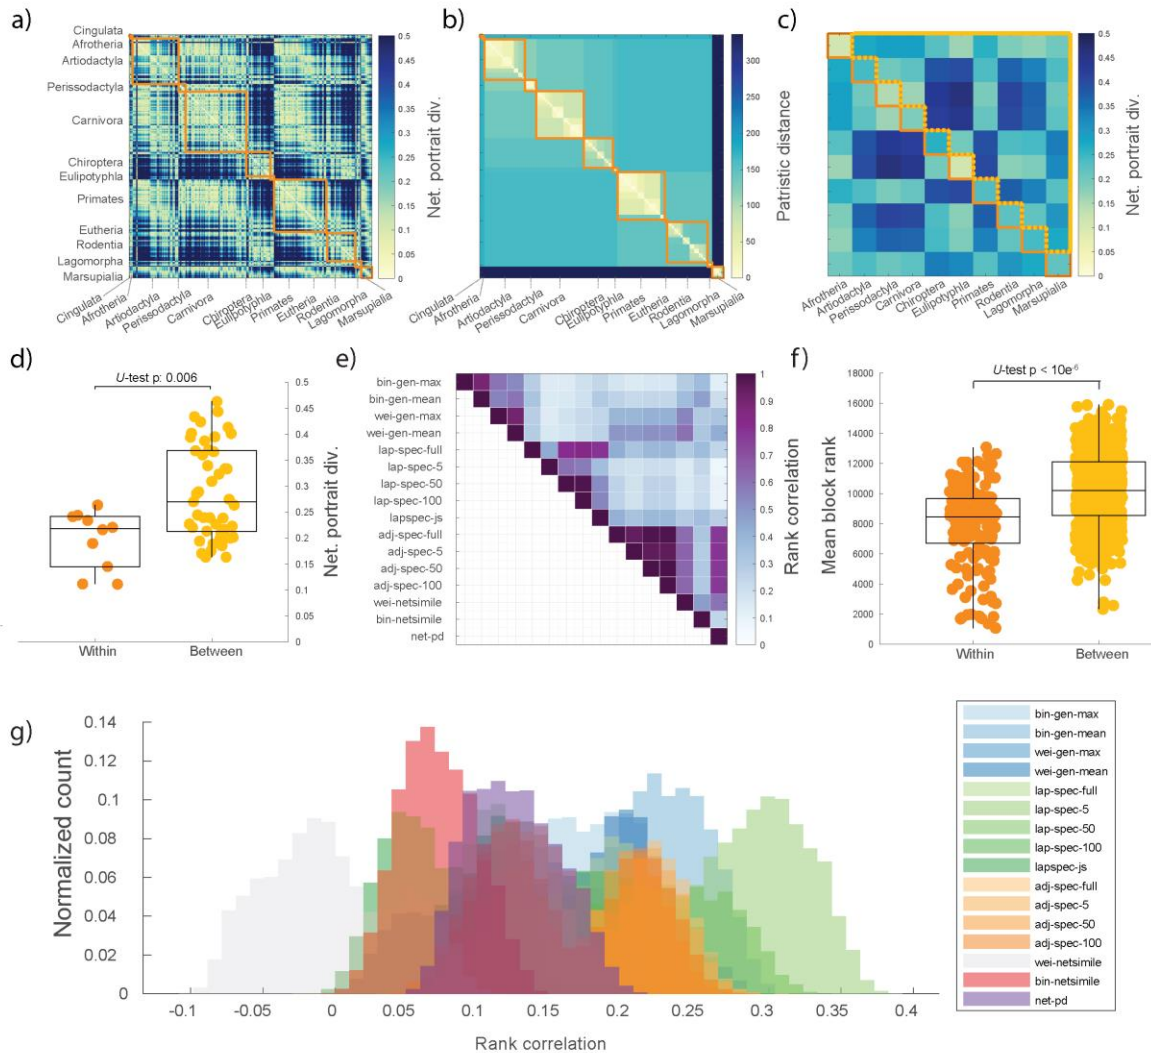 a)
Cingulata
Afrotheria
Artiodactyla
Perissodactyla
Carnivora
Chiroptera
Eulipotyphla
Primates
Eutheria
Rodentia
Lagomorpha
Marsupialia
Cingulata
Afrotheria
Artiodactyla
Perissodactyla
Carnivora
Chiroptera
Eulipotyphla
Primates
Eutheria
Rodentia
Lagomorpha
Marsupialia
0.5
0.45
0.4
0.35
0.3
0.25
0.2
0.15
0.1
0.05
0
Net. portrait div.
b)
Cingulata
Afrotheria
Artiodactyla
Perissodactyla
Carnivora
Chiroptera
Eulipotyphla
Primates
Eutheria
Rodentia
Lagomorpha
Marsupialia
300
250
200
150
100
50
0
Patristic distance
c)
Afrotheria
Artiodactyla
Perissodactyla
Carnivora
Chiroptera
Eulipotyphla
Primates
Rodentia
Lagomorpha
Marsupialia
0.5
0.45
0.4
0.35
0.3
0.25
0.2
0.15
0.1
0.05
0
Net. portrait div.
d)
U-test p: 0.006
0.5
0.45
0.4
0.35
0.3
0.25
0.2
0.15
0.1
0.05
0
Net. portrait div.
Within
Between
e)
bin-gen-max
bin-gen-mean
wei-gen-max
wei-gen-mean
lap-spec-full
lap-spec-5
lap-spec-50
lap-spec-100
lapspec-js
adj-spec-full
adj-spec-5
adj-spec-50
adj-spec-100
wei-netsimile
bin-netsimile
net-pd
1
0.9
0.8
0.7
0.6
0.5
0.4
0.3
0.2
0.1
0
Rank correlation
f)
U-test p < 10e⁻⁶
18000
16000
14000
12000
10000
8000
6000
4000
2000
0
Mean block rank
Within
Between
g)
0.14
0.12
0.1
0.08
0.06
0.04
0.02
0
Normalized count
-0.1
-0.05
0
0.05
0.1
0.15
0.2
0.25
0.3
0.35
0.4
Rank correlation
bin-gen-max
bin-gen-mean
wei-gen-max
wei-gen-mean
lap-spec-full
lap-spec-5
lap-spec-50
lap-spec-100
lapspec-js
adj-spec-full
adj-spec-5
adj-spec-50
adj-spec-100
wei-netsimile
bin-netsimile
net-pd